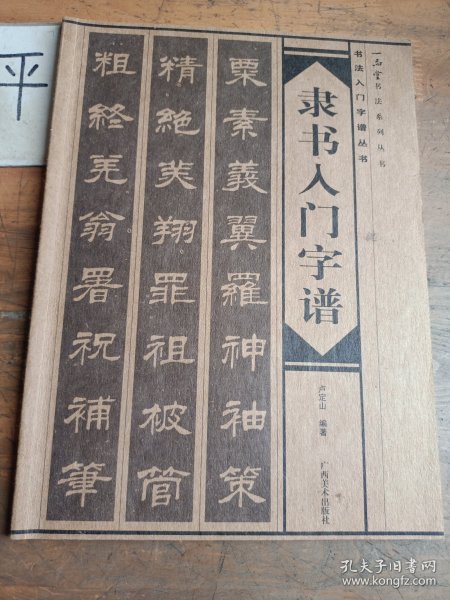 一品堂书法系列丛书
书法入门字谱丛书
隶书入门字谱
卢定山 编著
广西美术出版社
栗素義翼羅神袖策
精絶美翔罪祖被管
粗終羌翁署祝補筆
平
孔夫子旧书网
www.kongfz.com